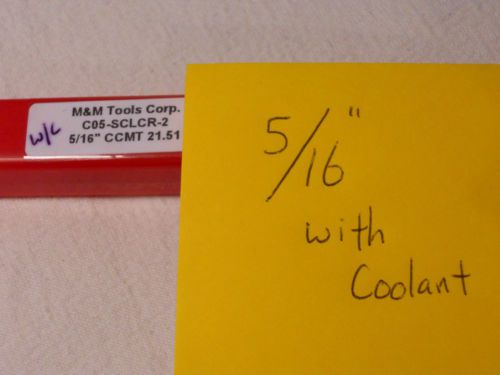 M&M Tools Corp.
C05-SCLCR-2
5/16" CCMT 21.51
w/c
5/16"
with
Coolant